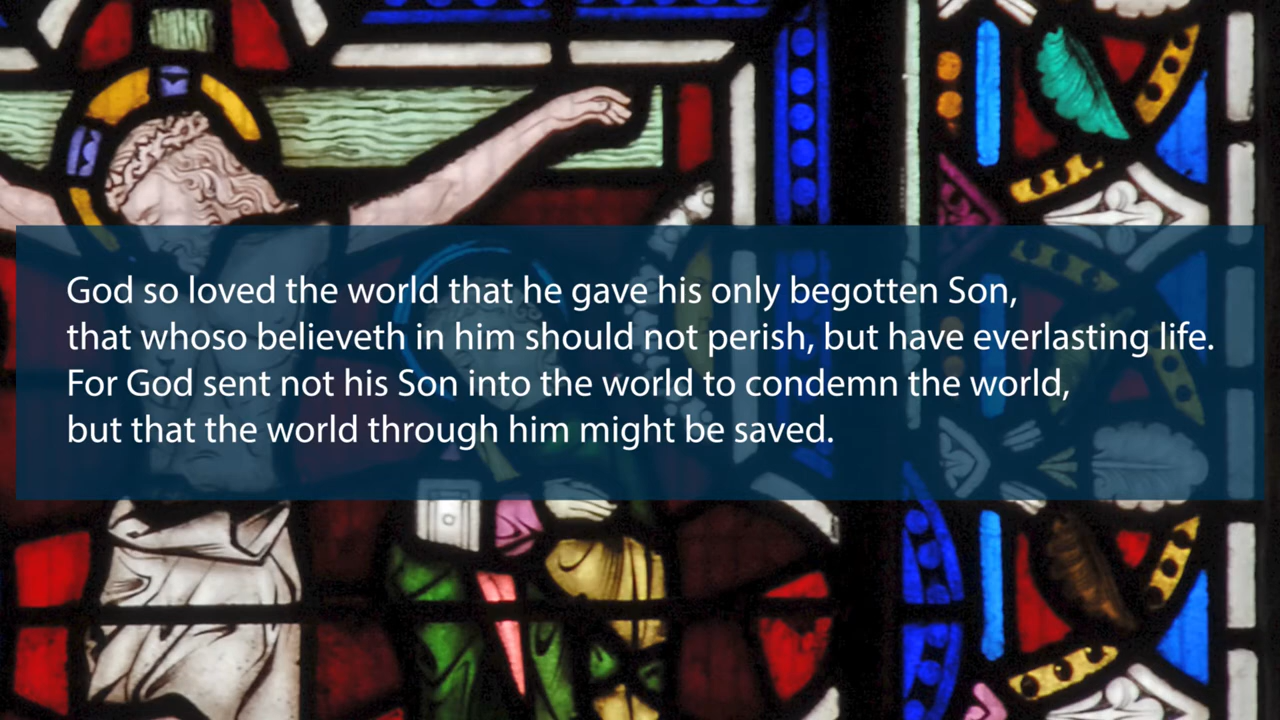 God so loved the world that he gave his only begotten Son,
that whoso believeth in him should not perish, but have everlasting life.
For God sent not his Son into the world to condemn the world,
but that the world through him might be saved.